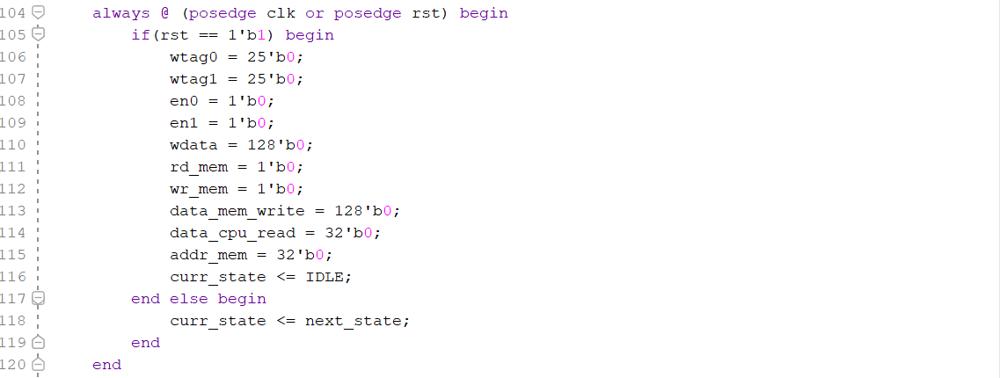 104 always @ (posedge clk or posedge rst) begin
105 if(rst == 1'b1) begin
106 wtag0 = 25'b0;
107 wtag1 = 25'b0;
108 en0 = 1'b0;
109 en1 = 1'b0;
110 wdata = 128'b0;
111 rd_mem = 1'b0;
112 wr_mem = 1'b0;
113 data_mem_write = 128'b0;
114 data_cpu_read = 32'b0;
115 addr_mem = 32'b0;
116 curr_state <= IDLE;
117 end else begin
118 curr_state <= next_state;
119 end
120 end